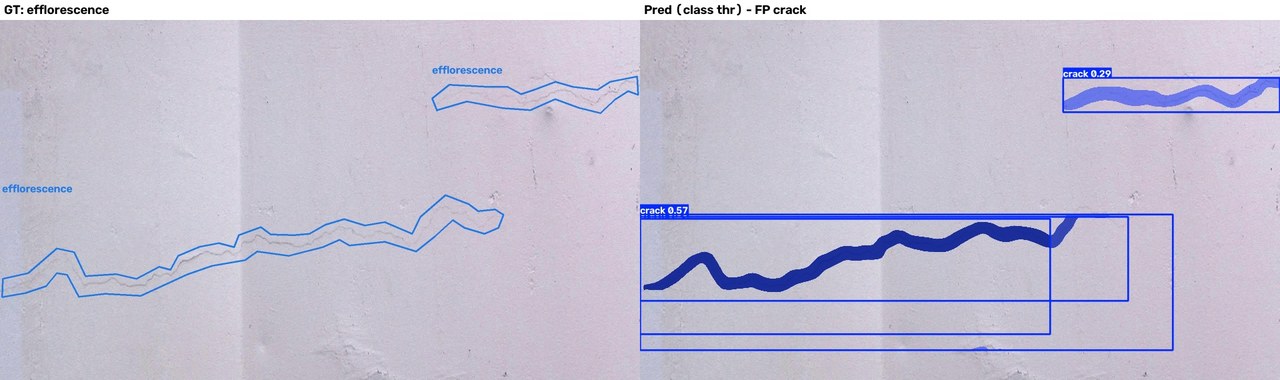 GT: efflorescence
Pred (class thr) - FP crack
efflorescence
crack 0.29
efflorescence
crack 0.57